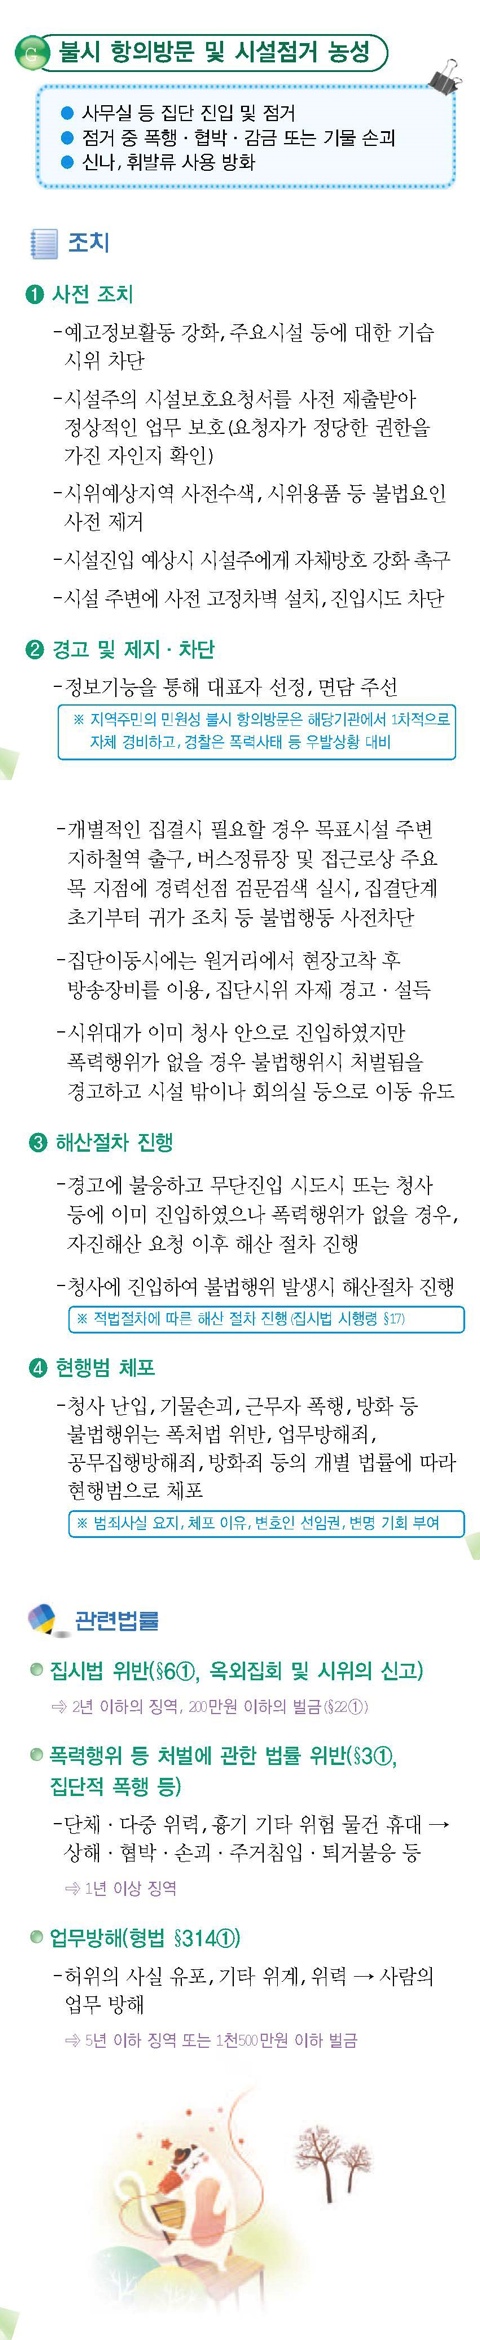 G 불시 항의방문 및 시설점거 농성
● 사무실 등 집단 진입 및 점거
● 점거 중 폭행·협박·감금 또는 기물 손괴
● 신나, 휘발류 사용 방화
조치
❶ 사전 조치
-예고정보활동 강화, 주요시설 등에 대한 기습
시위 차단
-시설주의 시설보호요청서를 사전 제출받아
정상적인 업무 보호(요청자가 정당한 권한을
가진 자인지 확인)
-시위예상지역 사전수색, 시위용품 등 불법요인
사전 제거
-시설진입 예상시 시설주에게 자체방호 강화 촉구
-시설 주변에 사전 고정차벽 설치, 진입시도 차단
❷ 경고 및 제지·차단
-정보기능을 통해 대표자 선정, 면담 주선
※ 지역주민의 민원성 불시 항의방문은 해당기관에서 1차적으로
자체 경비하고, 경찰은 폭력사태 등 우발상황 대비
-개별적인 집결시 필요할 경우 목표시설 주변
지하철역 출구, 버스정류장 및 접근로상 주요
목 지점에 경력선점 검문검색 실시, 집결단계
초기부터 귀가 조치 등 불법행동 사전차단
-집단이동시에는 원거리에서 현장고착 후
방송장비를 이용, 집단시위 자제 경고·설득
-시위대가 이미 청사 안으로 진입하였지만
폭력행위가 없을 경우 불법행위시 처벌됨을
경고하고 시설 밖이나 회의실 등으로 이동 유도
❸ 해산절차 진행
-경고에 불응하고 무단진입 시도시 또는 청사
등에 이미 진입하였으나 폭력행위가 없을 경우,
자진해산 요청 이후 해산 절차 진행
-청사에 진입하여 불법행위 발생시 해산절차 진행
※ 적법절차에 따른 해산 절차 진행(집시법 시행령 §17)
❹ 현행범 체포
-청사 난입, 기물손괴, 근무자 폭행, 방화 등
불법행위는 폭처법 위반, 업무방해죄,
공무집행방해죄, 방화죄 등의 개별 법률에 따라
현행범으로 체포
※ 범죄사실 요지, 체포 이유, 변호인 선임권, 변명 기회 부여
관련법률
집시법 위반(§6①, 옥외집회 및 시위의 신고)
⇨ 2년 이하의 징역, 200만원 이하의 벌금(§22①)
폭력행위 등 처벌에 관한 법률 위반(§3①,
집단적 폭행 등)
-단체·다중 위력, 흉기 기타 위험 물건 휴대 →
상해·협박·손괴·주거침입·퇴거불응 등
⇨ 1년 이상 징역
업무방해(형법 §314①)
-허위의 사실 유포, 기타 위계, 위력 → 사람의
업무 방해
⇨ 5년 이하 징역 또는 1천500만원 이하 벌금